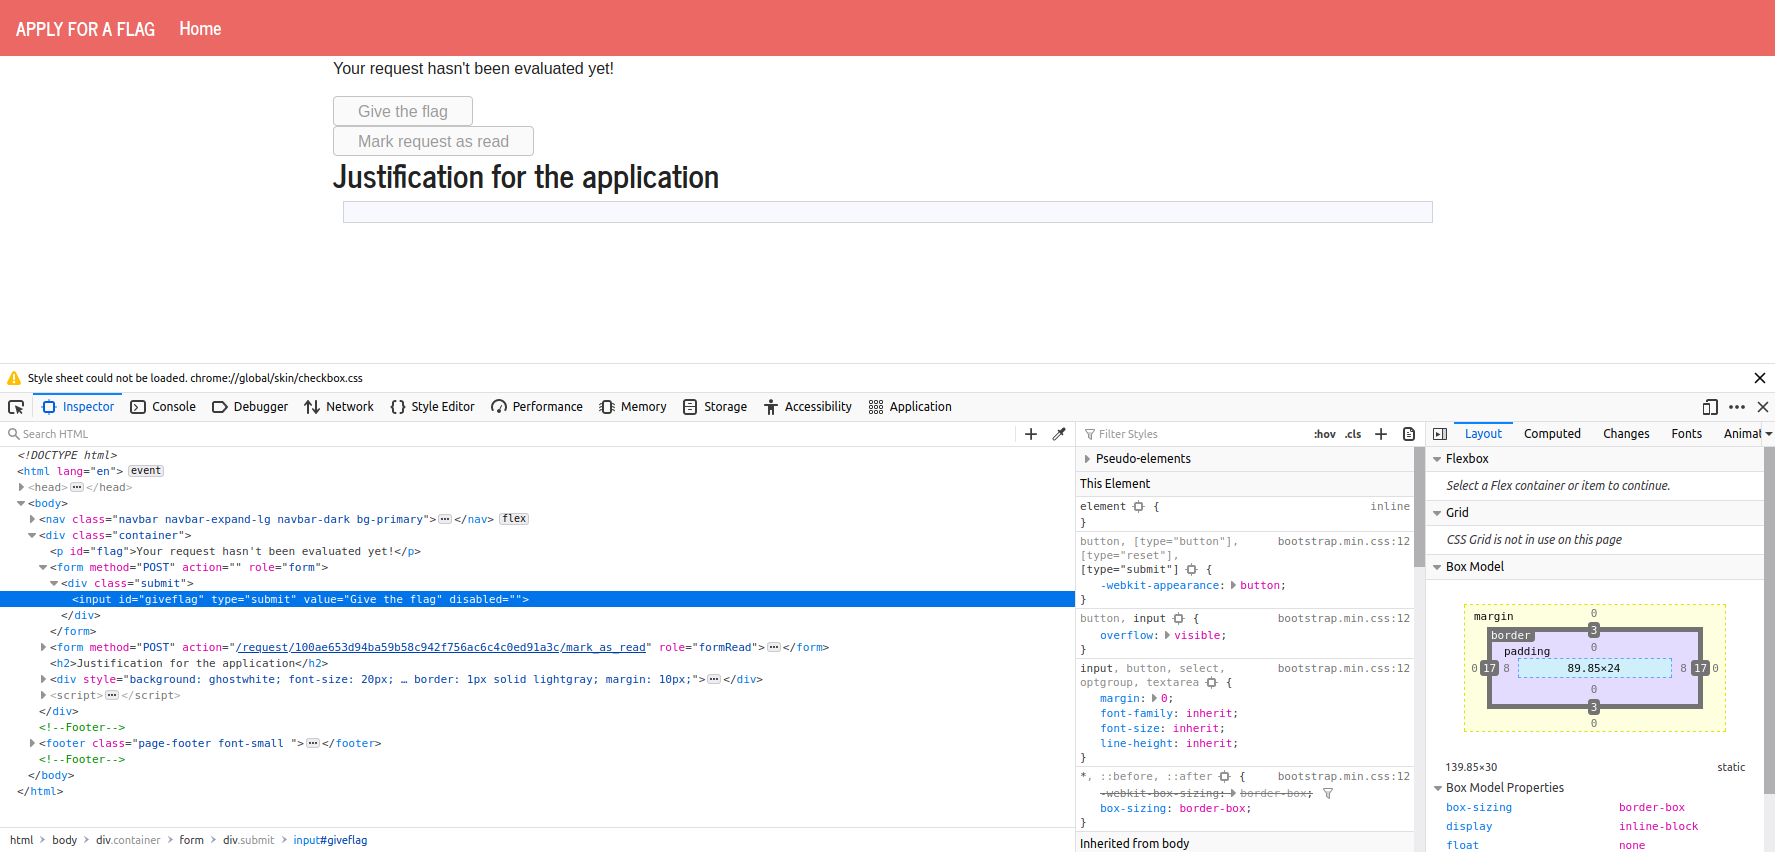 APPLY FOR A FLAG Home
Your request hasn't been evaluated yet!
Give the flag
Mark request as read
Justification for the application
Style sheet could not be loaded. chrome://global/skin/checkbox.css
Inspector Console Debugger Network Style Editor Performance Memory Storage Accessibility Application
Search HTML
<!DOCTYPE html>
<html lang="en"> event
<head> </head>
<body>
<nav class="navbar navbar-expand-lg navbar-dark bg-primary"> </nav> flex
<div class="container">
<p id="flag">Your request hasn't been evaluated yet!</p>
<form method="POST" action="" role="form">
<div class="submit">
<input id="giveflag" type="submit" value="Give the flag" disabled="">
</div>
</form>
<form method="POST" action="/request/100ae653d94ba59b58c942f756ac6c4c0ed91a3c/mark_as_read" role="formRead"> </form>
<h2>Justification for the application</h2>
<div style="background: ghostwhite; font-size: 20px; … border: 1px solid lightgray; margin: 10px;"> </div>
<script> </script>
</div>
<!--Footer-->
<footer class="page-footer font-small "> </footer>
<!--Footer-->
</body>
</html>
html body div.container form div.submit input#giveflag
Filter Styles :hov .cls
Pseudo-elements
This Element
element { inline
}
button, [type="button"], bootstrap.min.css:12
[type="reset"],
[type="submit"] {
-webkit-appearance: button;
}
button, input { bootstrap.min.css:12
overflow: visible;
}
input, button, select, bootstrap.min.css:12
optgroup, textarea {
margin: 0;
font-family: inherit;
font-size: inherit;
line-height: inherit;
}
*, ::before, ::after { bootstrap.min.css:12
-webkit-box-sizing: border-box;
box-sizing: border-box;
}
Inherited from body
Layout Computed Changes Fonts Animat
Flexbox
Select a Flex container or item to continue.
Grid
CSS Grid is not in use on this page
Box Model
margin 0
border 3
padding 0
0 17 8 89.85×24 8 17 0
0
3
0
139.85×30 static
Box Model Properties
box-sizing border-box
display inline-block
float none